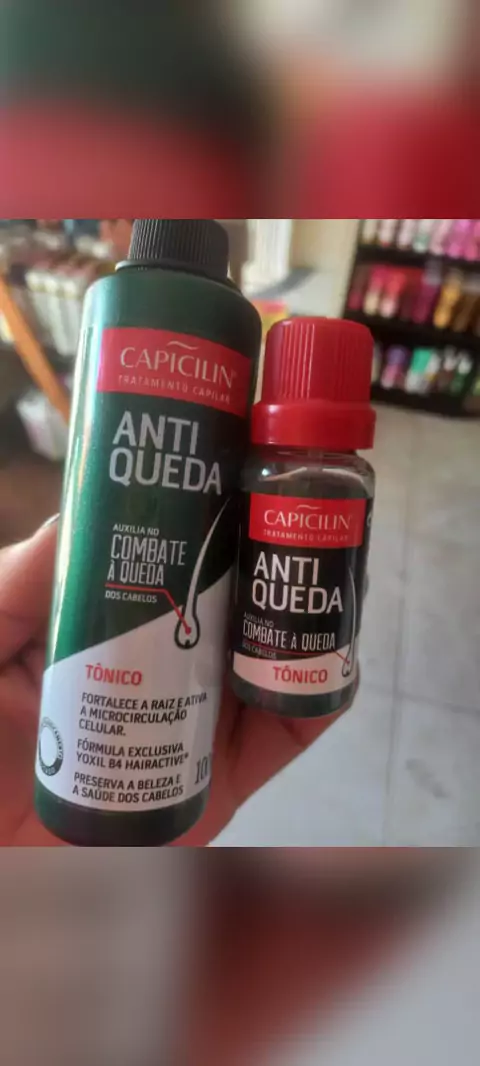 CAPICILIN
TRATAMENTO CAPILAR
ANTI
QUEDA
AUXILIA NO
COMBATE
À QUEDA
DOS CABELOS
TÔNICO
FORTALECE A RAIZ E ATIVA
A MICROCIRCULAÇÃO
CELULAR.
FÓRMULA EXCLUSIVA
YOXIL B4 HAIRACTIVE®
PRESERVA A BELEZA E
A SAÚDE DOS CABELOS
CAPICILIN
TRATAMENTO CAPILAR
ANTI
QUEDA
AUXILIA NO
COMBATE À QUEDA
DOS CABELOS
TÔNICO